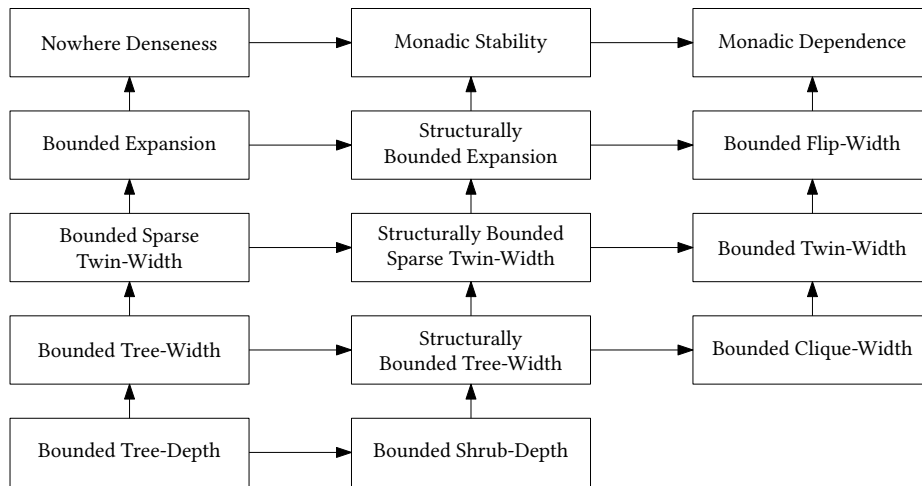 Nowhere Denseness
Monadic Stability
Monadic Dependence
Bounded Expansion
Structurally
Bounded Expansion
Bounded Flip-Width
Bounded Sparse
Twin-Width
Structurally Bounded
Sparse Twin-Width
Bounded Twin-Width
Bounded Tree-Width
Structurally
Bounded Tree-Width
Bounded Clique-Width
Bounded Tree-Depth
Bounded Shrub-Depth